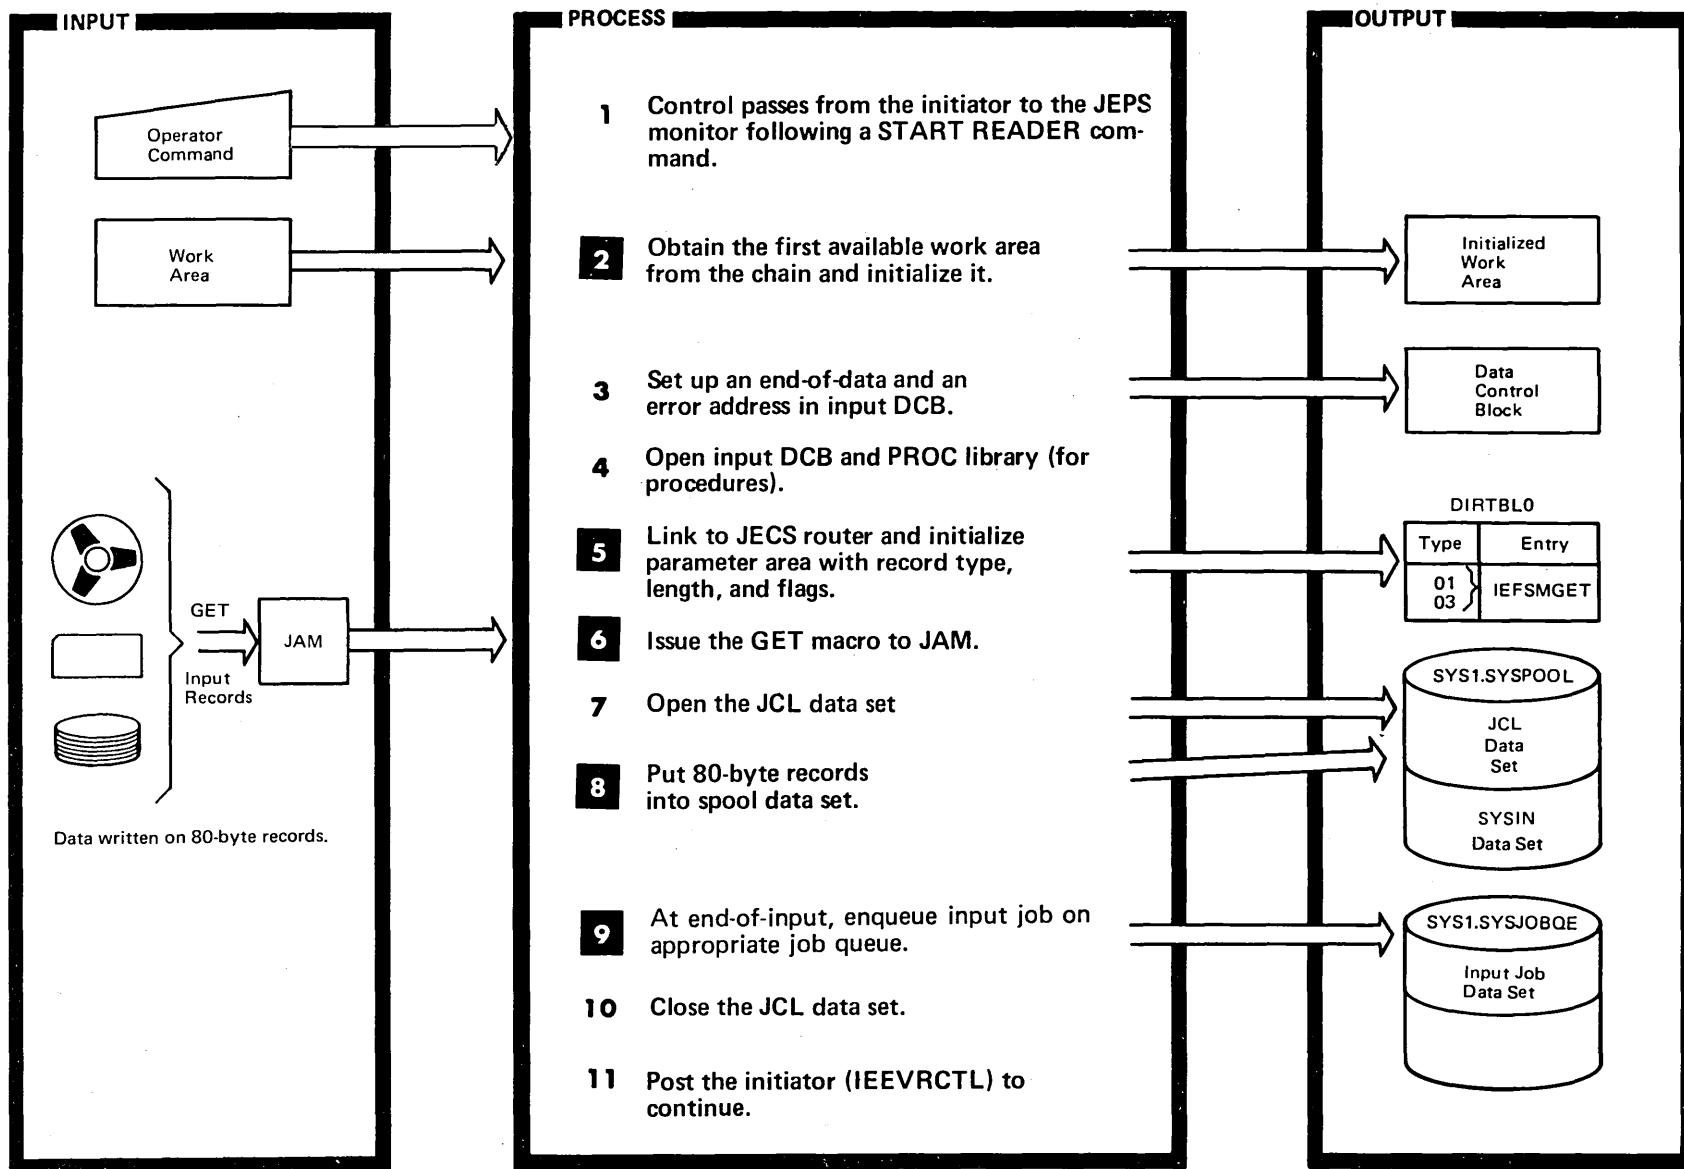 INPUT
Operator
Command
Work
Area
GET
Input
Records
JAM
Data written on 80-byte records.
PROCESS
1 Control passes from the initiator to the JEPS
monitor following a START READER com-
mand.
2 Obtain the first available work area
from the chain and initialize it.
3 Set up an end-of-data and an
error address in input DCB.
4 Open input DCB and PROC library (for
procedures).
5 Link to JECS router and initialize
parameter area with record type,
length, and flags.
6 Issue the GET macro to JAM.
7 Open the JCL data set
8 Put 80-byte records
into spool data set.
9 At end-of-input, enqueue input job on
appropriate job queue.
10 Close the JCL data set.
11 Post the initiator (IEEVRCTL) to
continue.
OUTPUT
Initialized
Work
Area
Data
Control
Block
DIRTBL0
Type Entry
01
03
IEFSMGET
SYS1.SYSPOOL
JCL
Data
Set
SYSIN
Data Set
SYS1.SYSJOBQE
Input Job
Data Set